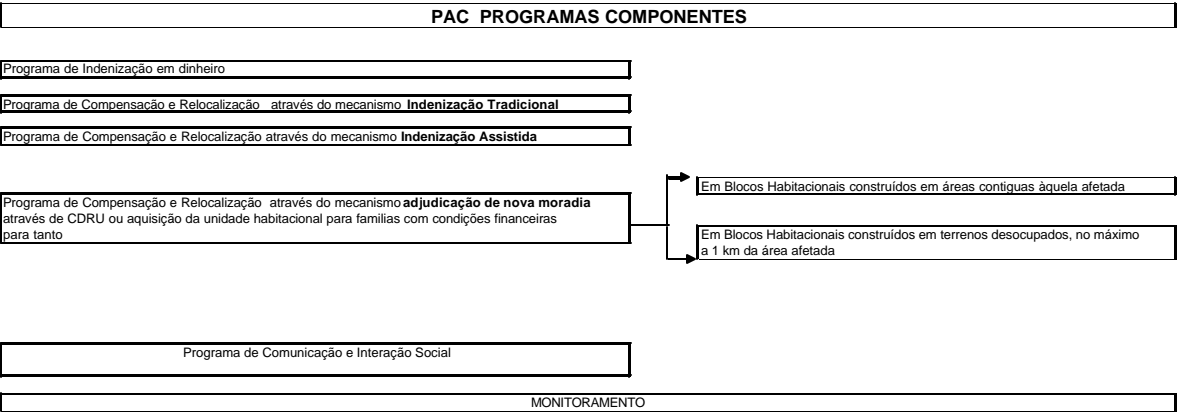 PAC PROGRAMAS COMPONENTES
Programa de Indenização em dinheiro
Programa de Compensação e Relocalização através do mecanismo Indenização Tradicional
Programa de Compensação e Relocalização através do mecanismo Indenização Assistida
Programa de Compensação e Relocalização através do mecanismo adjudicação de nova moradia
através de CDRU ou aquisição da unidade habitacional para familias com condições financeiras
para tanto
Em Blocos Habitacionais construídos em áreas contiguas àquela afetada
Em Blocos Habitacionais construídos em terrenos desocupados, no máximo
a 1 km da área afetada
Programa de Comunicação e Interação Social
MONITORAMENTO